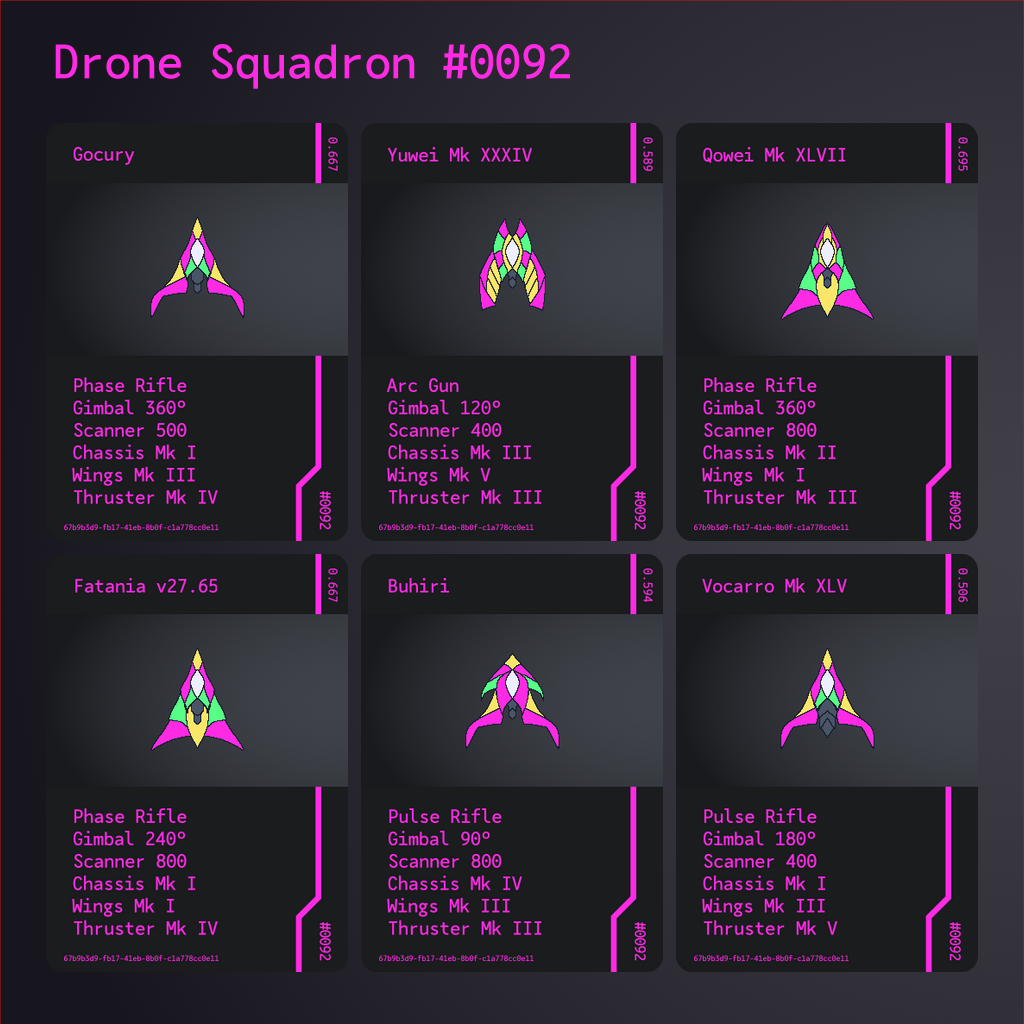 Drone Squadron #0092
Gocury
0.667
Phase Rifle
Gimbal 360°
Scanner 500
Chassis Mk I
Wings Mk III
Thruster Mk IV
#0092
67b9b3d9-fb17-41eb-8b0f-c1a778cc0e11
Yuwei Mk XXXIV
0.589
Arc Gun
Gimbal 120°
Scanner 400
Chassis Mk III
Wings Mk V
Thruster Mk III
#0092
67b9b3d9-fb17-41eb-8b0f-c1a778cc0e11
Qowei Mk XLVII
0.695
Phase Rifle
Gimbal 360°
Scanner 800
Chassis Mk II
Wings Mk I
Thruster Mk III
#0092
67b9b3d9-fb17-41eb-8b0f-c1a778cc0e11
Fatania v27.65
0.667
Phase Rifle
Gimbal 240°
Scanner 800
Chassis Mk I
Wings Mk I
Thruster Mk IV
#0092
67b9b3d9-fb17-41eb-8b0f-c1a778cc0e11
Buhiri
0.594
Pulse Rifle
Gimbal 90°
Scanner 800
Chassis Mk IV
Wings Mk III
Thruster Mk III
#0092
67b9b3d9-fb17-41eb-8b0f-c1a778cc0e11
Vocarro Mk XLV
0.506
Pulse Rifle
Gimbal 180°
Scanner 400
Chassis Mk I
Wings Mk III
Thruster Mk V
#0092
67b9b3d9-fb17-41eb-8b0f-c1a778cc0e11